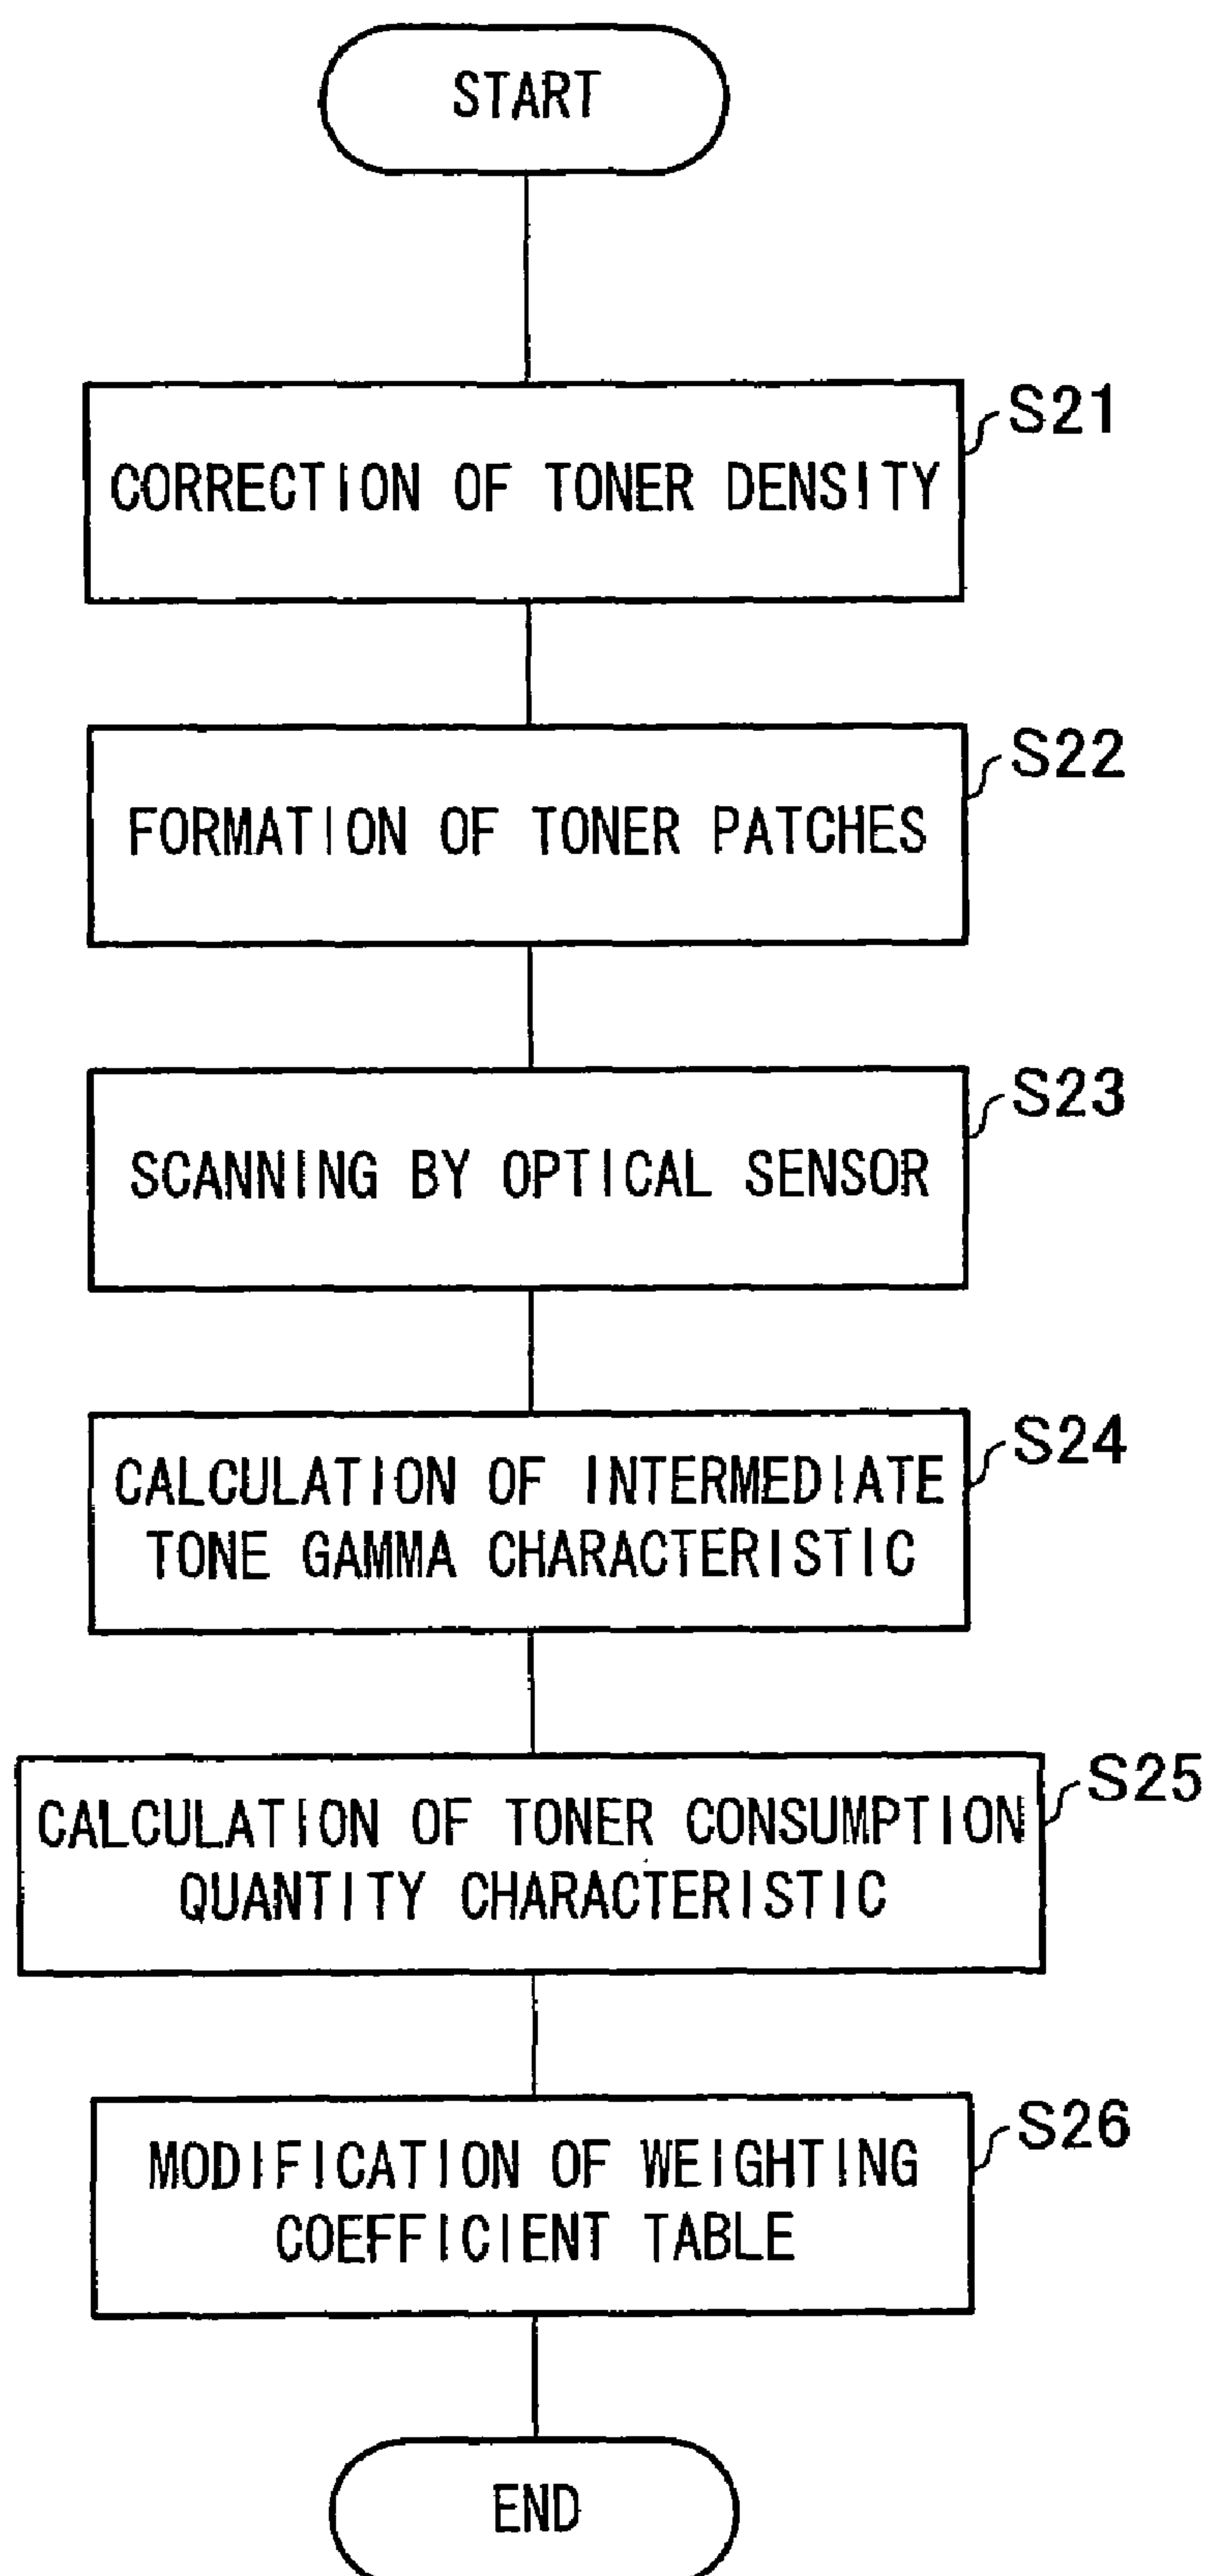 START
S21
CORRECTION OF TONER DENSITY
S22
FORMATION OF TONER PATCHES
S23
SCANNING BY OPTICAL SENSOR
S24
CALCULATION OF INTERMEDIATE
TONE GAMMA CHARACTERISTIC
S25
CALCULATION OF TONER CONSUMPTION
QUANTITY CHARACTERISTIC
S26
MODIFICATION OF WEIGHTING
COEFFICIENT TABLE
END